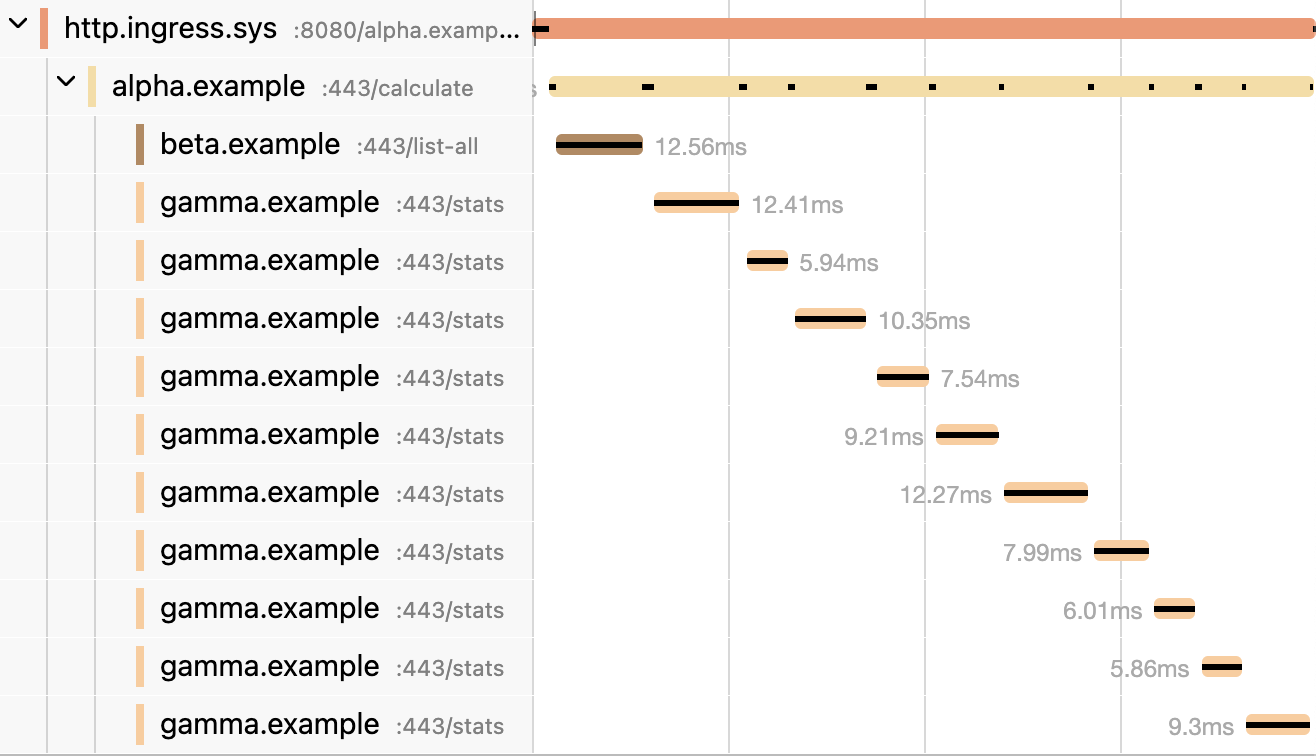 http.ingress.sys :8080/alpha.examp...
alpha.example :443/calculate
beta.example :443/list-all 12.56ms
gamma.example :443/stats 12.41ms
gamma.example :443/stats 5.94ms
gamma.example :443/stats 10.35ms
gamma.example :443/stats 7.54ms
gamma.example :443/stats 9.21ms
gamma.example :443/stats 12.27ms
gamma.example :443/stats 7.99ms
gamma.example :443/stats 6.01ms
gamma.example :443/stats 5.86ms
gamma.example :443/stats 9.3ms